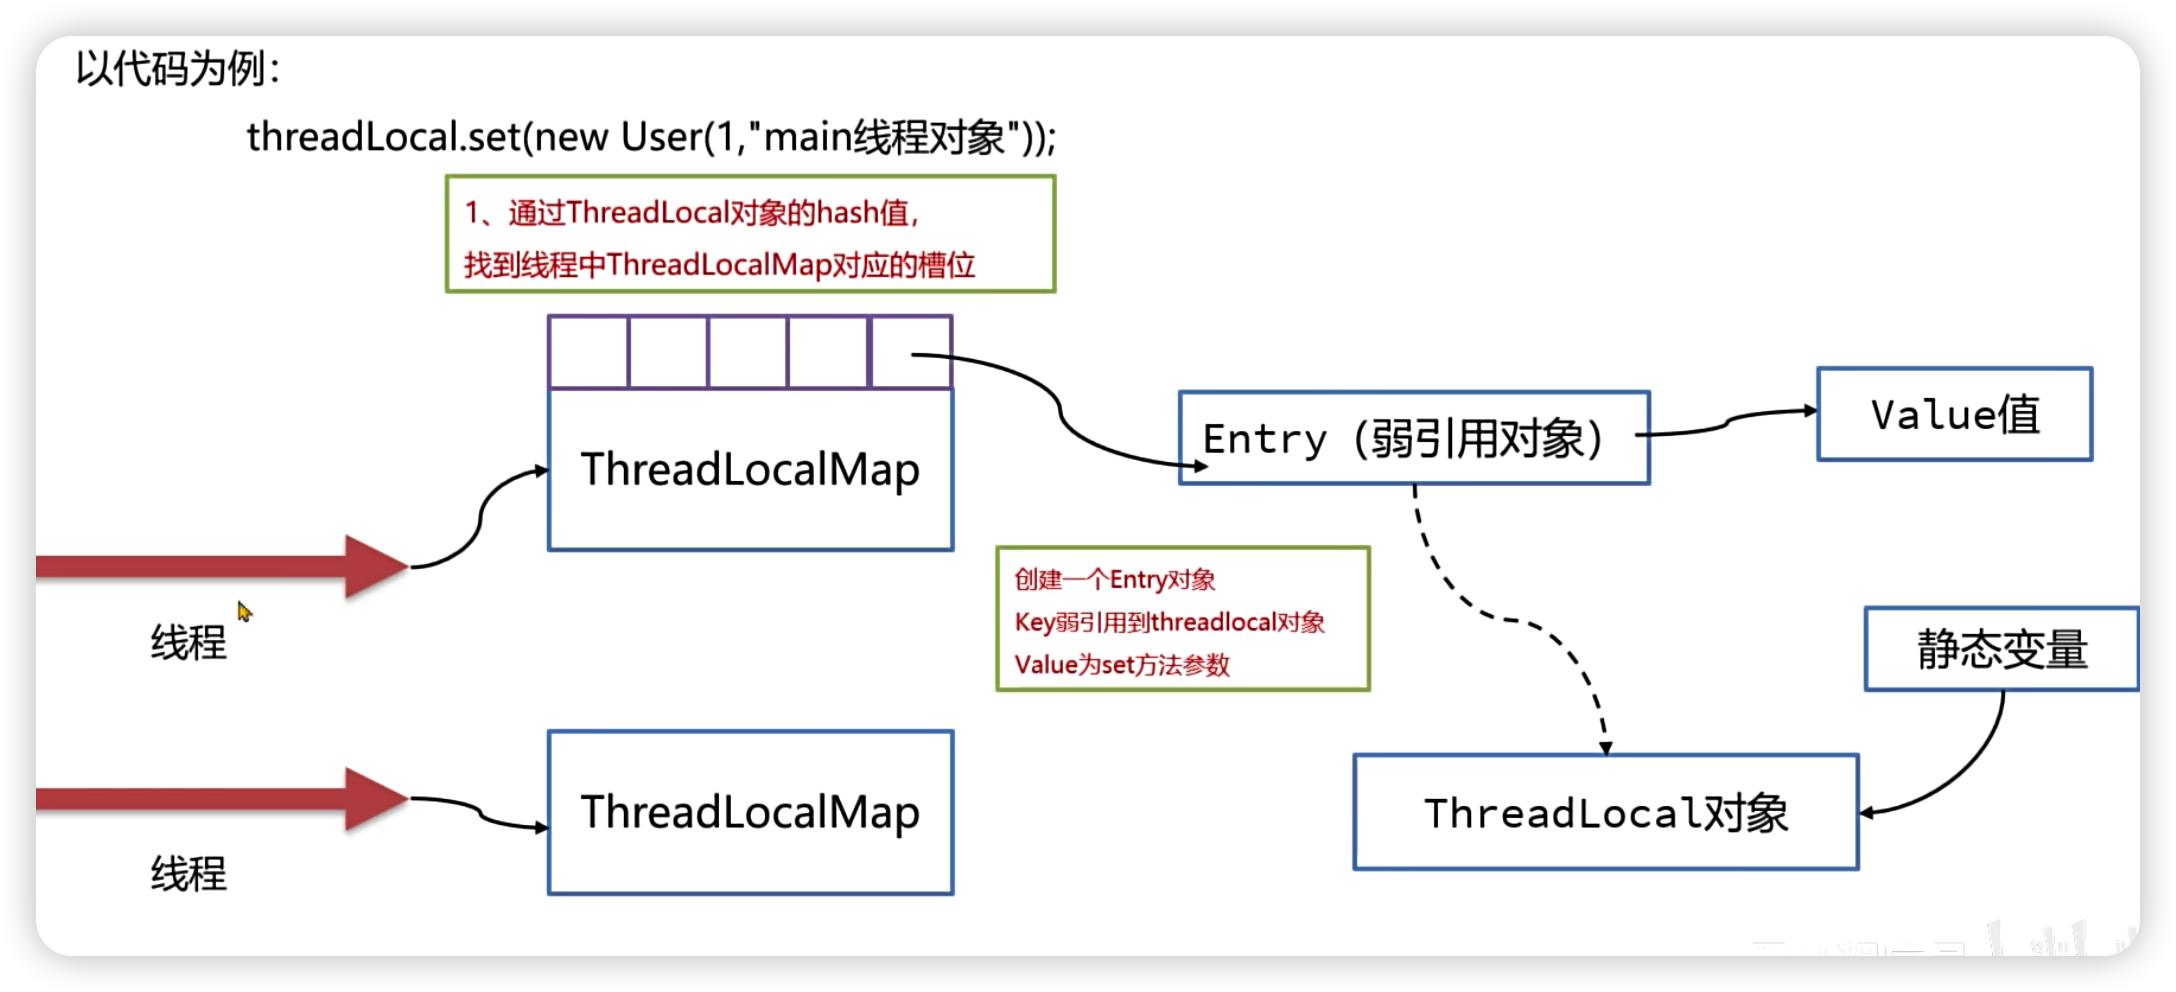 以代码为例：
threadLocal.set(new User(1,"main线程对象"));
1、通过ThreadLocal对象的hash值，
找到线程中ThreadLocalMap对应的槽位
ThreadLocalMap
Entry（弱引用对象）
Value值
线程
创建一个Entry对象
Key弱引用到threadlocal对象
Value为set方法参数
静态变量
ThreadLocalMap
ThreadLocal对象
线程